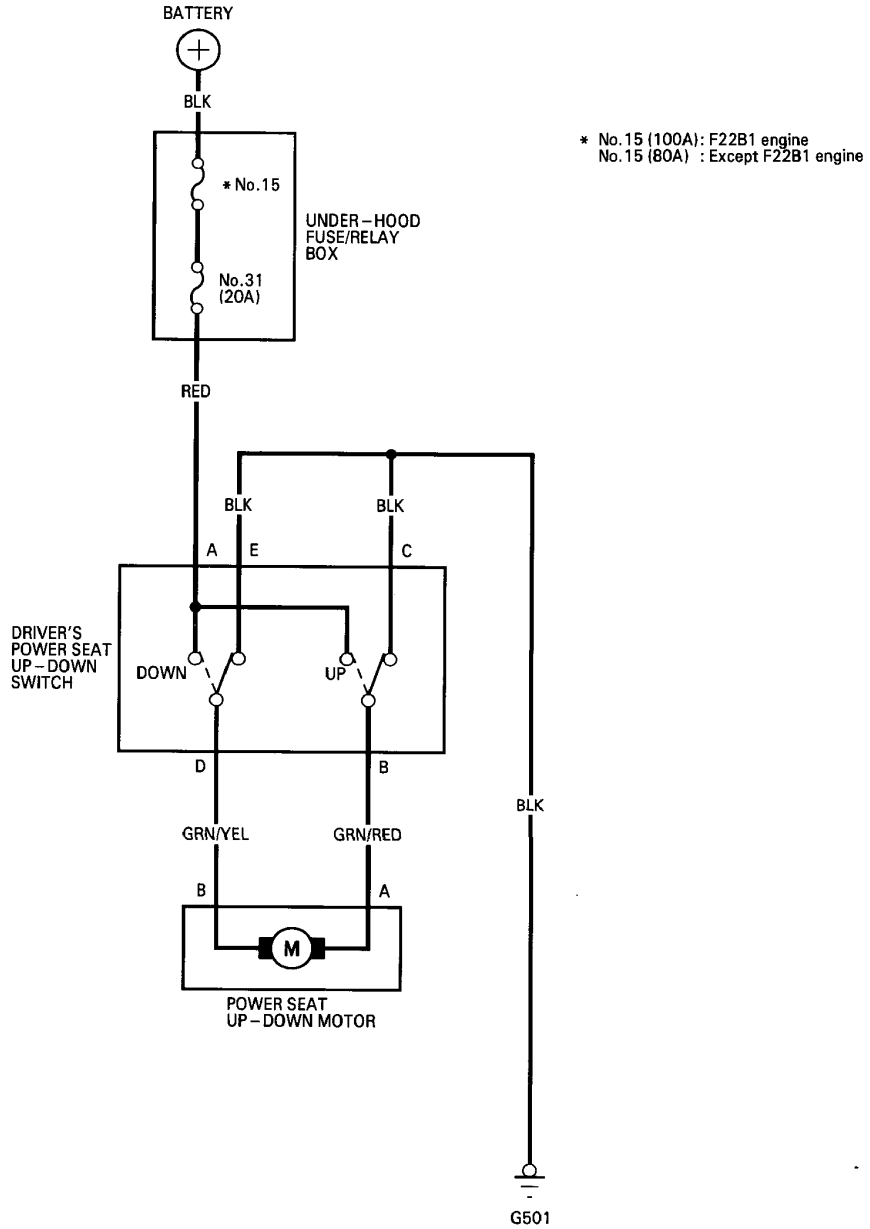 BATTERY
BLK
* No.15 (100A): F22B1 engine
No.15 (80A) : Except F22B1 engine
* No.15
UNDER–HOOD
FUSE/RELAY
BOX
No.31
(20A)
RED
BLK
BLK
A
E
C
DRIVER'S
POWER SEAT
UP–DOWN
SWITCH
DOWN
UP
D
B
BLK
GRN/YEL
GRN/RED
B
A
M
POWER SEAT
UP–DOWN MOTOR
G501